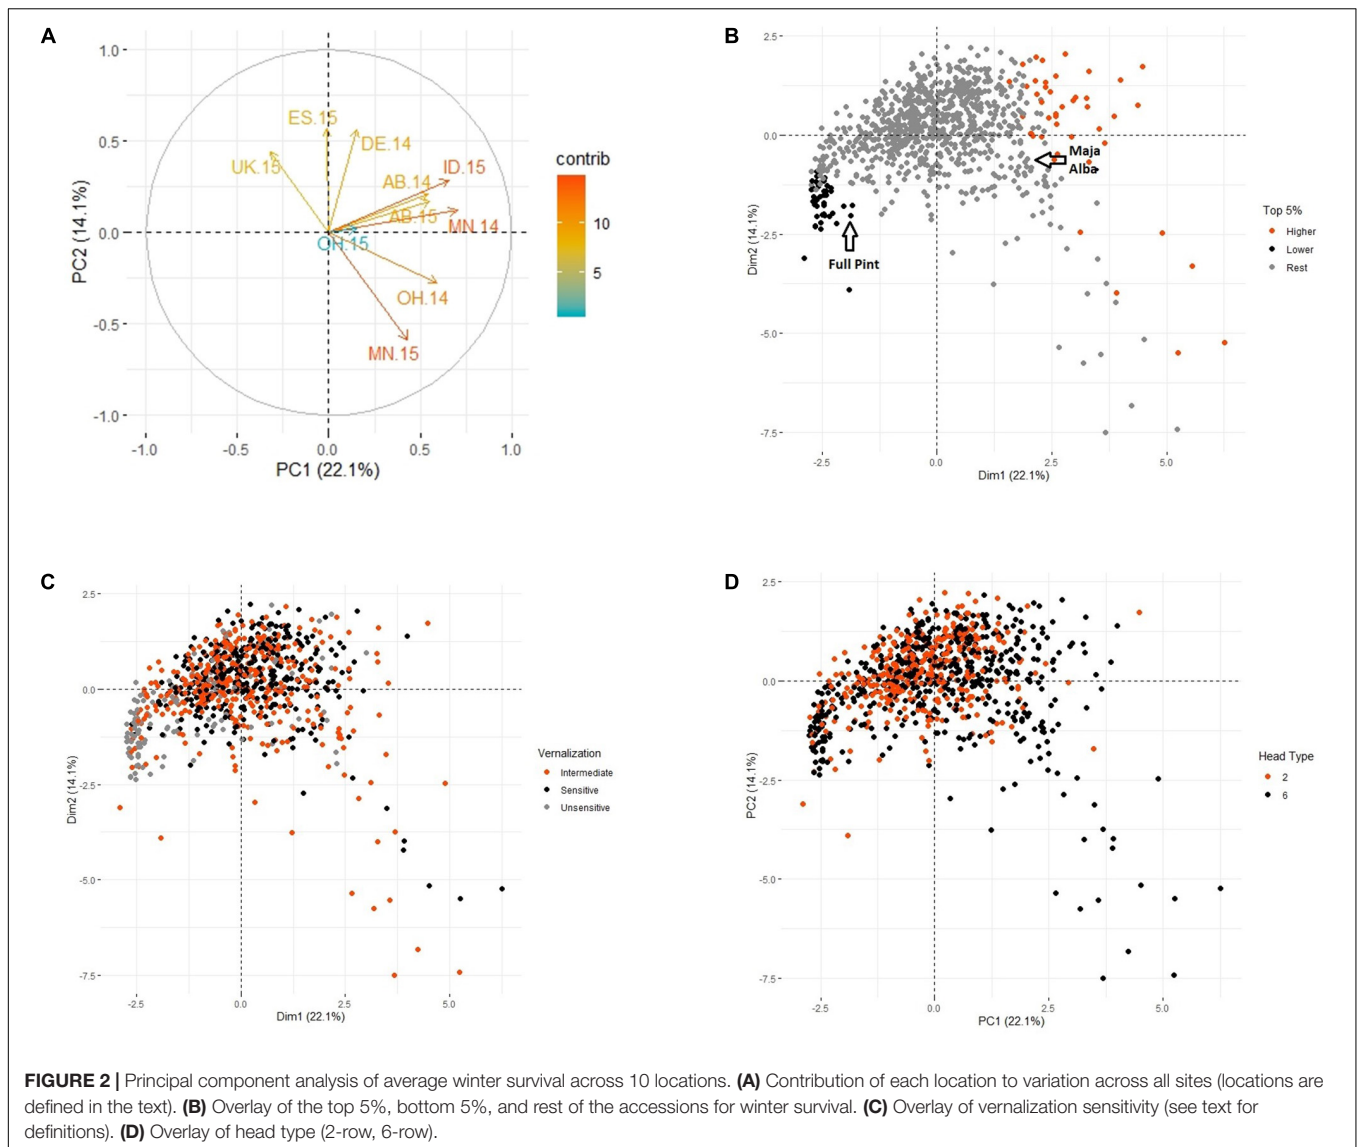 A
1.0
0.5
0.0
-0.5
-1.0
-1.0
-0.5
0.0
0.5
1.0
PC1 (22.1%)
PC2 (14.1%)
ES.15
DE.14
UK.15
ID.15
AB.14
AB.15
MN.14
OH.15
OH.14
MN.15
contrib
10
5
B
2.5
0.0
-2.5
-5.0
-7.5
-2.5
0.0
2.5
5.0
Dim1 (22.1%)
Dim2 (14.1%)
Maja
Alba
Full Pint
Top 5%
Higher
Lower
Rest
C
2.5
0.0
-2.5
-5.0
-7.5
-2.5
0.0
2.5
5.0
Dim1 (22.1%)
Dim2 (14.1%)
Vernalization
Intermediate
Sensitive
Unsensitive
D
2.5
0.0
-2.5
-5.0
-7.5
-2.5
0.0
2.5
5.0
PC1 (22.1%)
PC2 (14.1%)
Head Type
2
6
FIGURE 2 | Principal component analysis of average winter survival across 10 locations. (A) Contribution of each location to variation across all sites (locations are
defined in the text). (B) Overlay of the top 5%, bottom 5%, and rest of the accessions for winter survival. (C) Overlay of vernalization sensitivity (see text for
definitions). (D) Overlay of head type (2-row, 6-row).